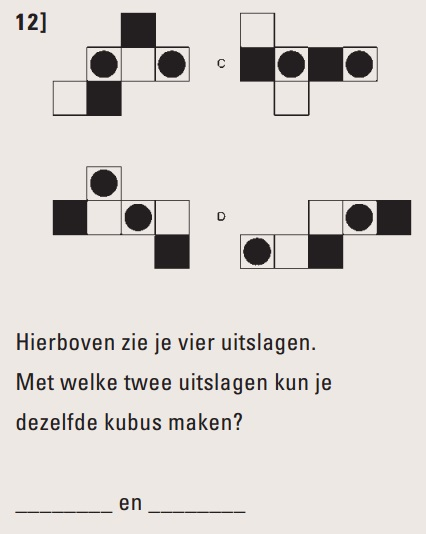 12]
C
D
Hierboven zie je vier uitslagen.
Met welke twee uitslagen kun je
dezelfde kubus maken?
________ en ________